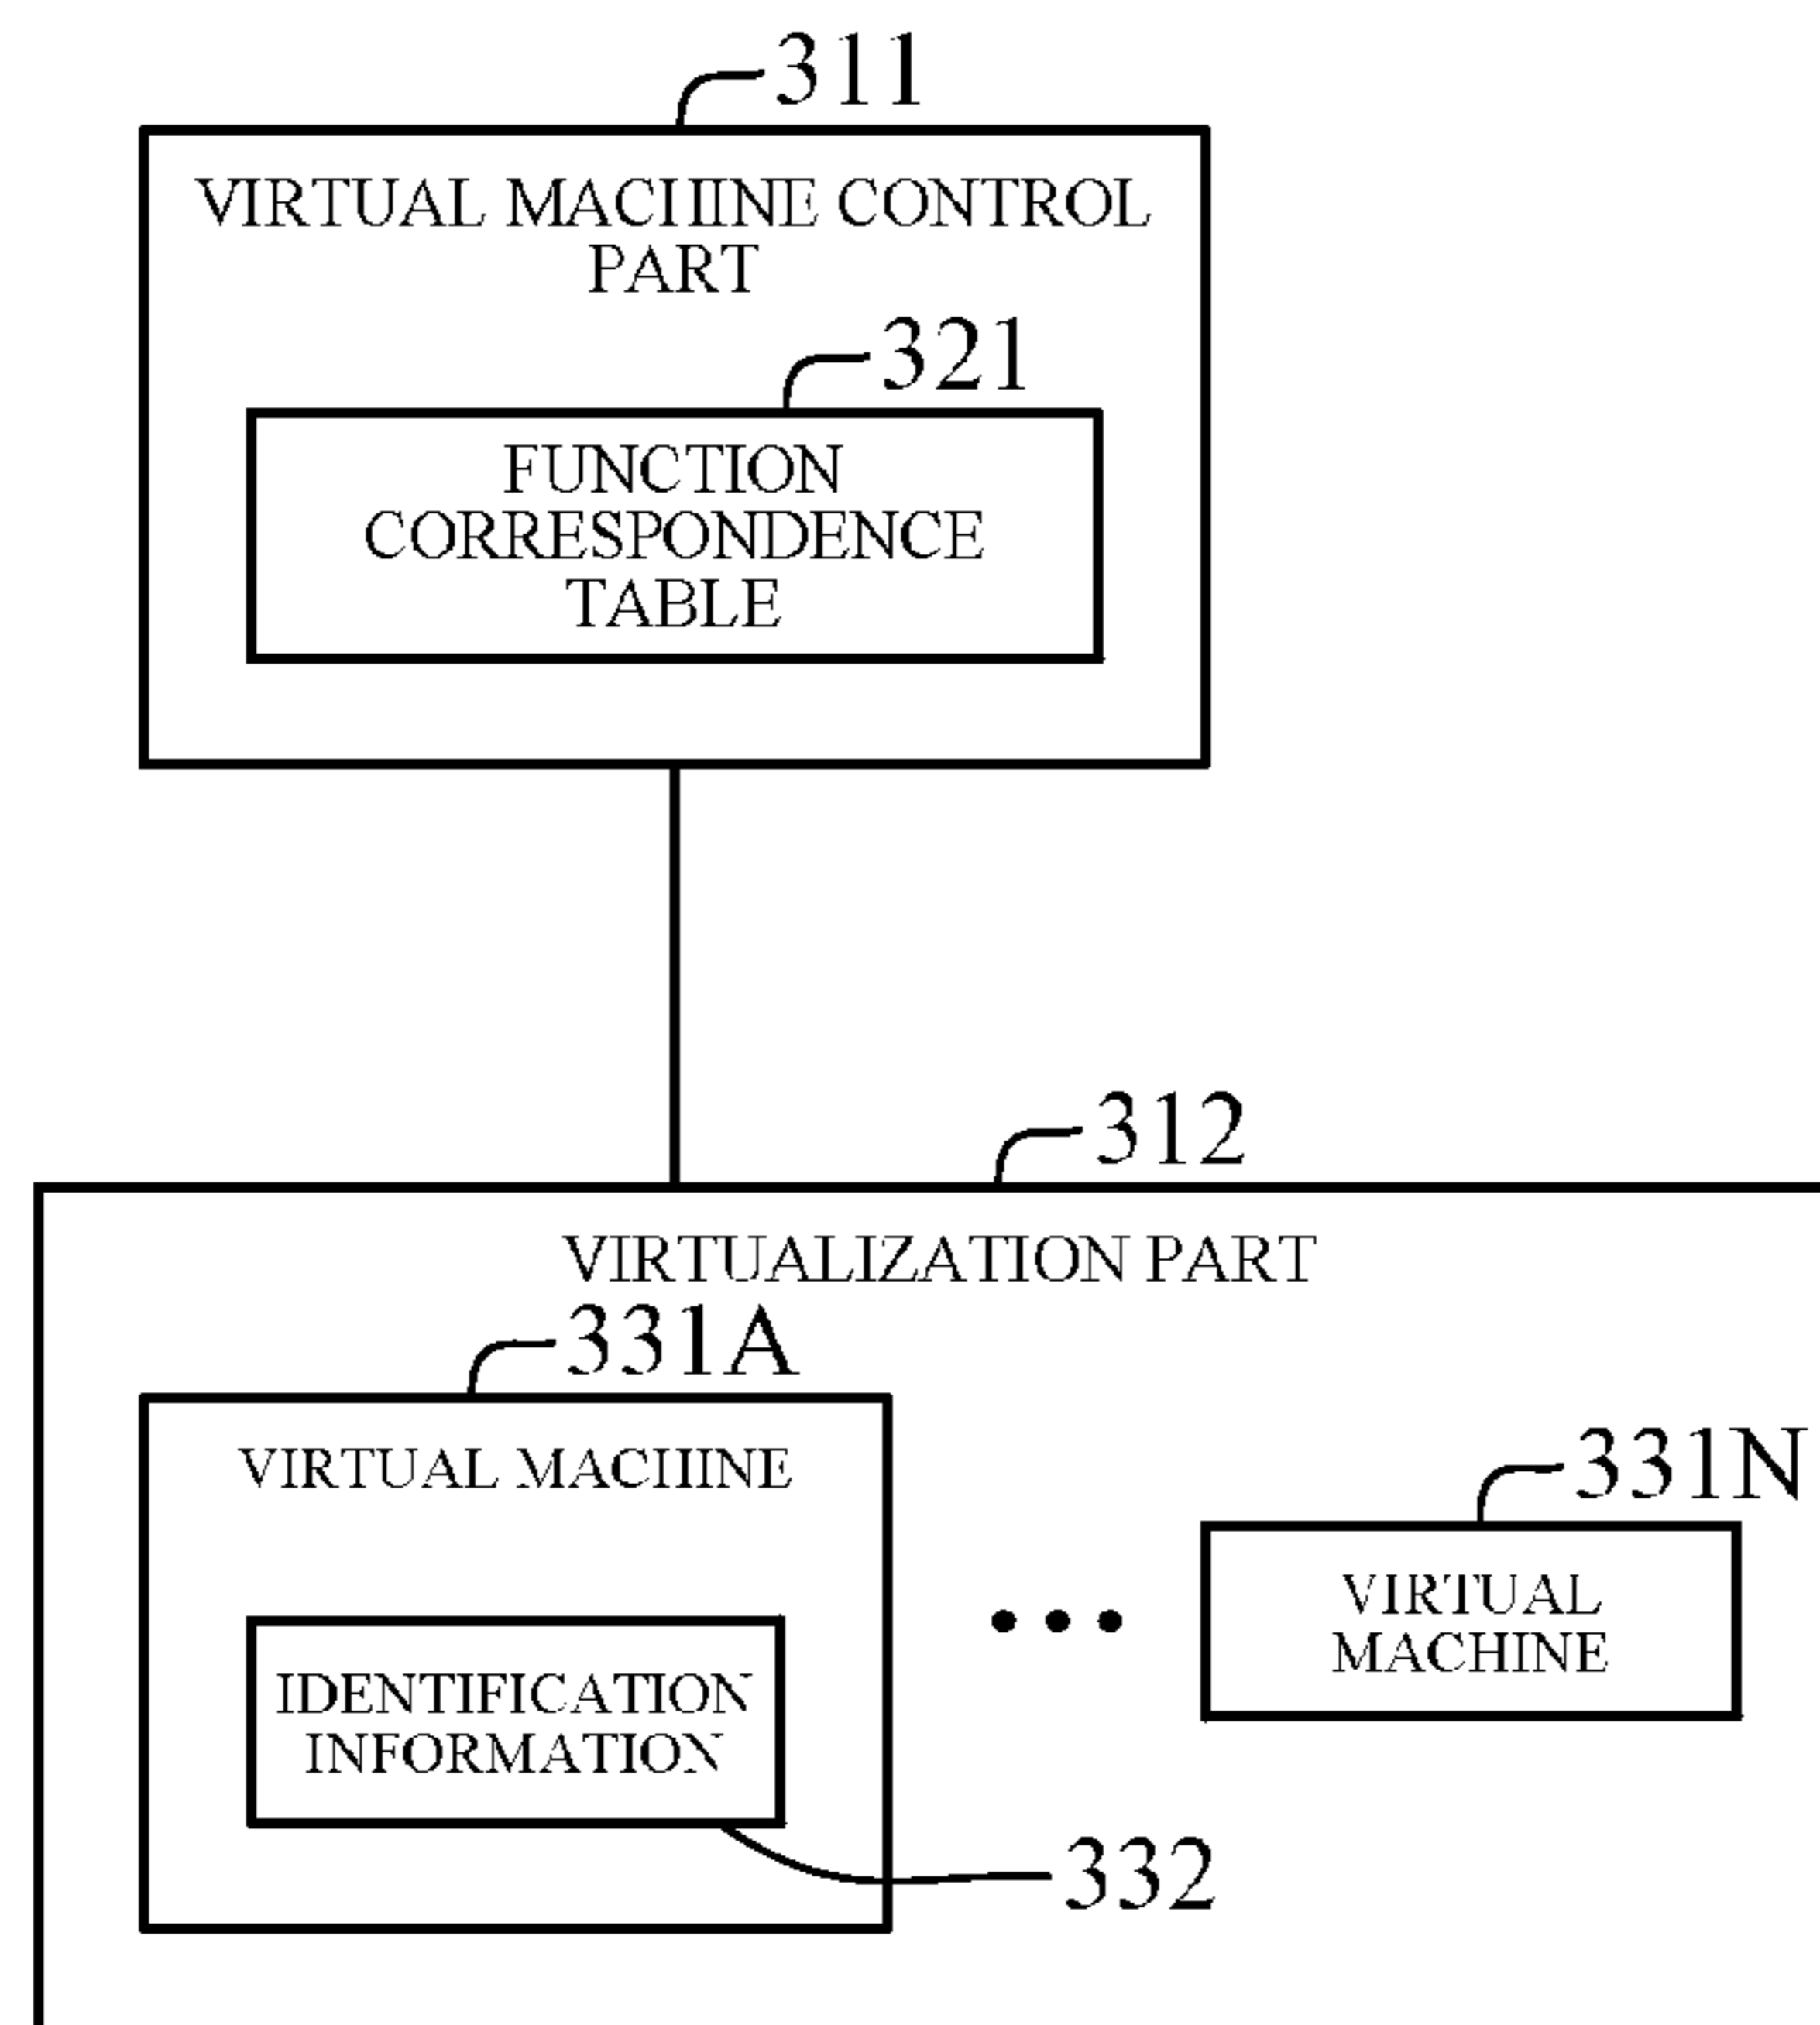 311
VIRTUAL MACHINE CONTROL
PART
321
FUNCTION
CORRESPONDENCE
TABLE
312
VIRTUALIZATION PART
331A
VIRTUAL MACHINE
331N
VIRTUAL
MACHINE
IDENTIFICATION
INFORMATION
332